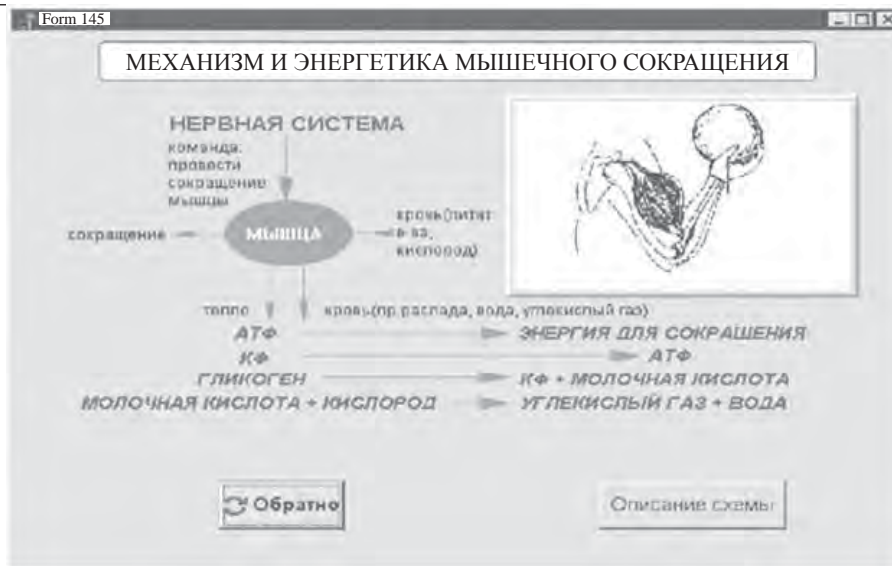 Form 145
МЕХАНИЗМ И ЭНЕРГЕТИКА МЫШЕЧНОГО СОКРАЩЕНИЯ
НЕРВНАЯ СИСТЕМА
команда:
провести
сокращение
мышцы
сокращение
МЫШЦА
кровь(питат
в-ва,
кислород)
тепло
кровь(пр.распада, вода, углекислый газ)
АТФ
ЭНЕРГИЯ ДЛЯ СОКРАШЕНИЯ
КФ
АТФ
ГЛИКОГЕН
КФ + МОЛОЧНАЯ КИСЛОТА
МОЛОЧНАЯ КИСЛОТА + КИСЛОРОД
УГЛЕКИСЛЫЙ ГАЗ + ВОДА
Обратно
Описание схемы